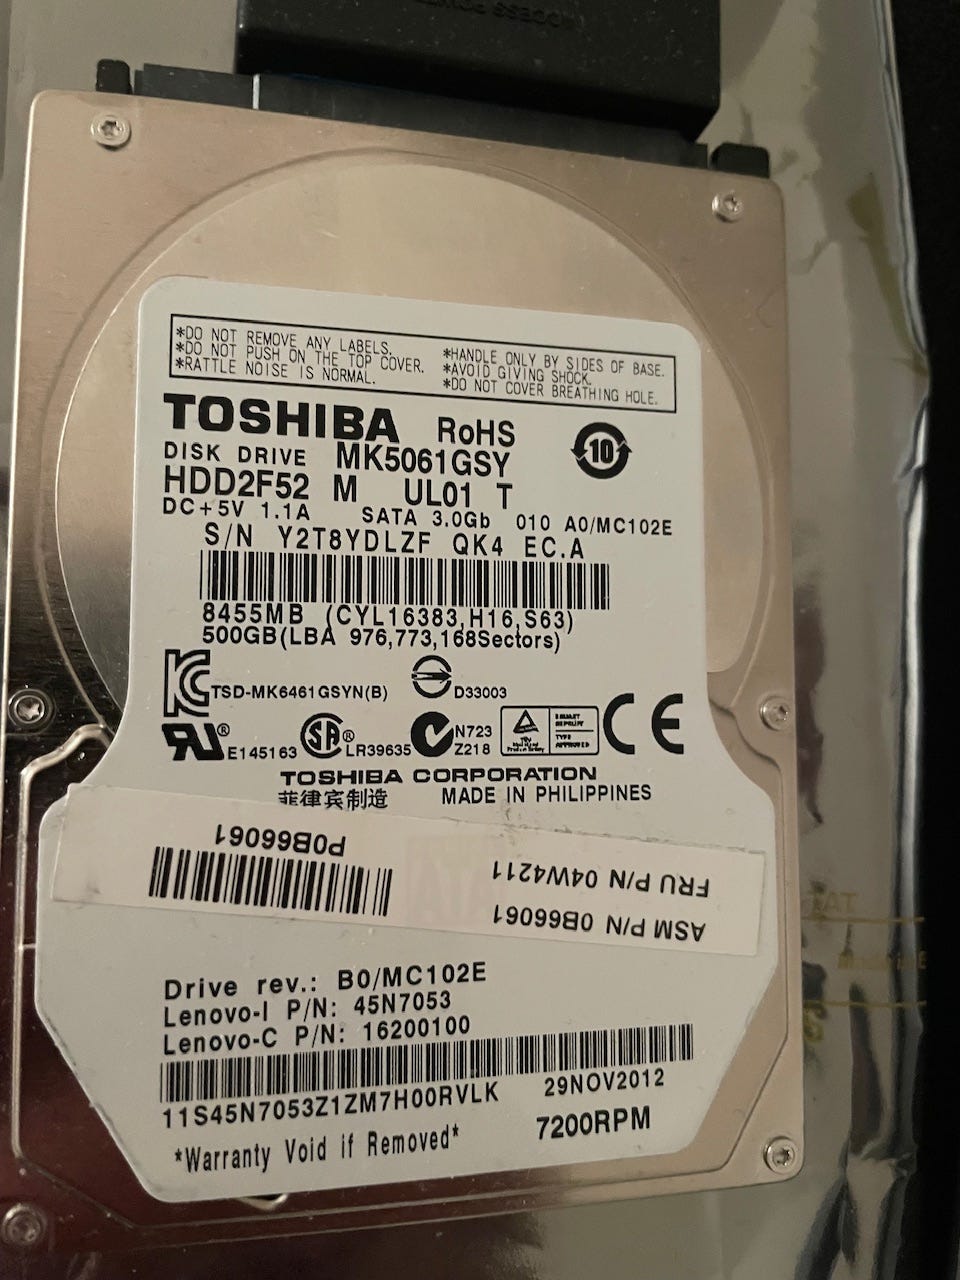 ACCESS POINT
*DO NOT REMOVE ANY LABELS.
*DO NOT PUSH ON THE TOP COVER.
*RATTLE NOISE IS NORMAL.
*HANDLE ONLY BY SIDES OF BASE.
*AVOID GIVING SHOCK.
*DO NOT COVER BREATHING HOLE.
TOSHIBA RoHS
10
DISK DRIVE MK5061GSY
HDD2F52 M UL01 T
DC+5V 1.1A SATA 3.0Gb 010 A0/MC102E
S/N Y2T8YDLZF QK4 EC.A
8455MB (CYL16383,H16,S63)
500GB(LBA 976,773,168Sectors)
TSD-MK6461GSYN(B) D33003
E145163 LR39635 N723
Z218
CE
TOSHIBA CORPORATION
菲律宾制造 MADE IN PHILIPPINES
P0B66061
FRU P/N 04W4211
ASM P/N 0B66061
Drive rev.: B0/MC102E
Lenovo-I P/N: 45N7053
Lenovo-C P/N: 16200100
11S45N7053Z1ZM7H00RVLK 29NOV2012
*Warranty Void if Removed* 7200RPM